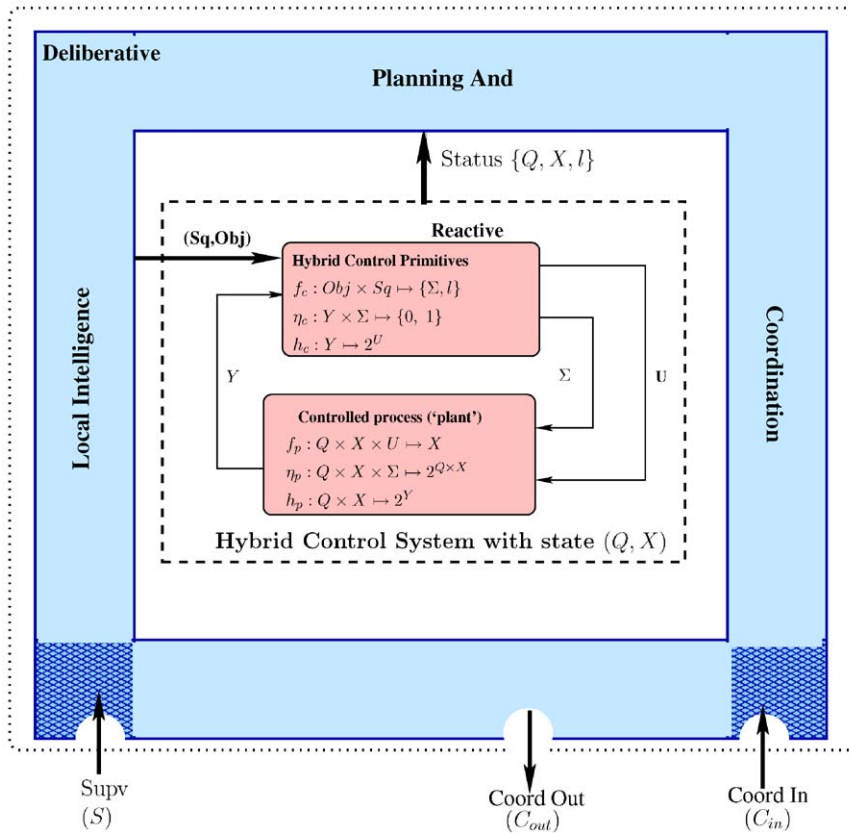 Deliberative
Planning And
Status {Q, X, l}
Reactive
(Sq,Obj)
Hybrid Control Primitives
f_c : Obj × Sq ↦ {Σ, l}
η_c : Y × Σ ↦ {0, 1}
h_c : Y ↦ 2^U
Local Intelligence
Coordination
Y
Σ
U
Controlled process (‘plant’)
f_p : Q × X × U ↦ X
η_p : Q × X × Σ ↦ 2^{Q×X}
h_p : Q × X ↦ 2^Y
Hybrid Control System with state (Q, X)
Supv
(S)
Coord Out
(C_out)
Coord In
(C_in)